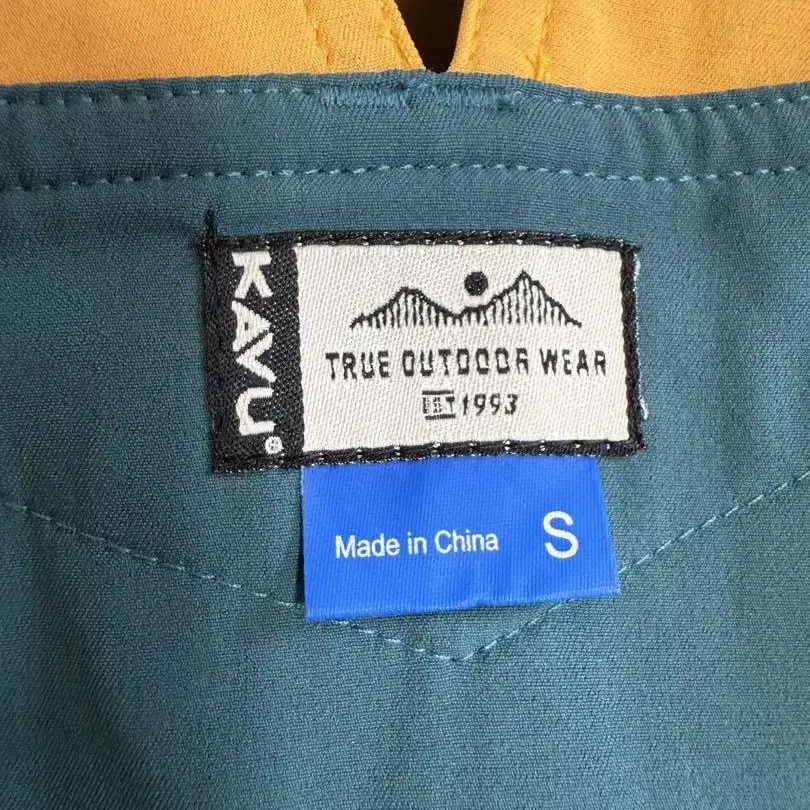 KAVU®
TRUE OUTDOOR WEAR
EST 1993
Made in China S